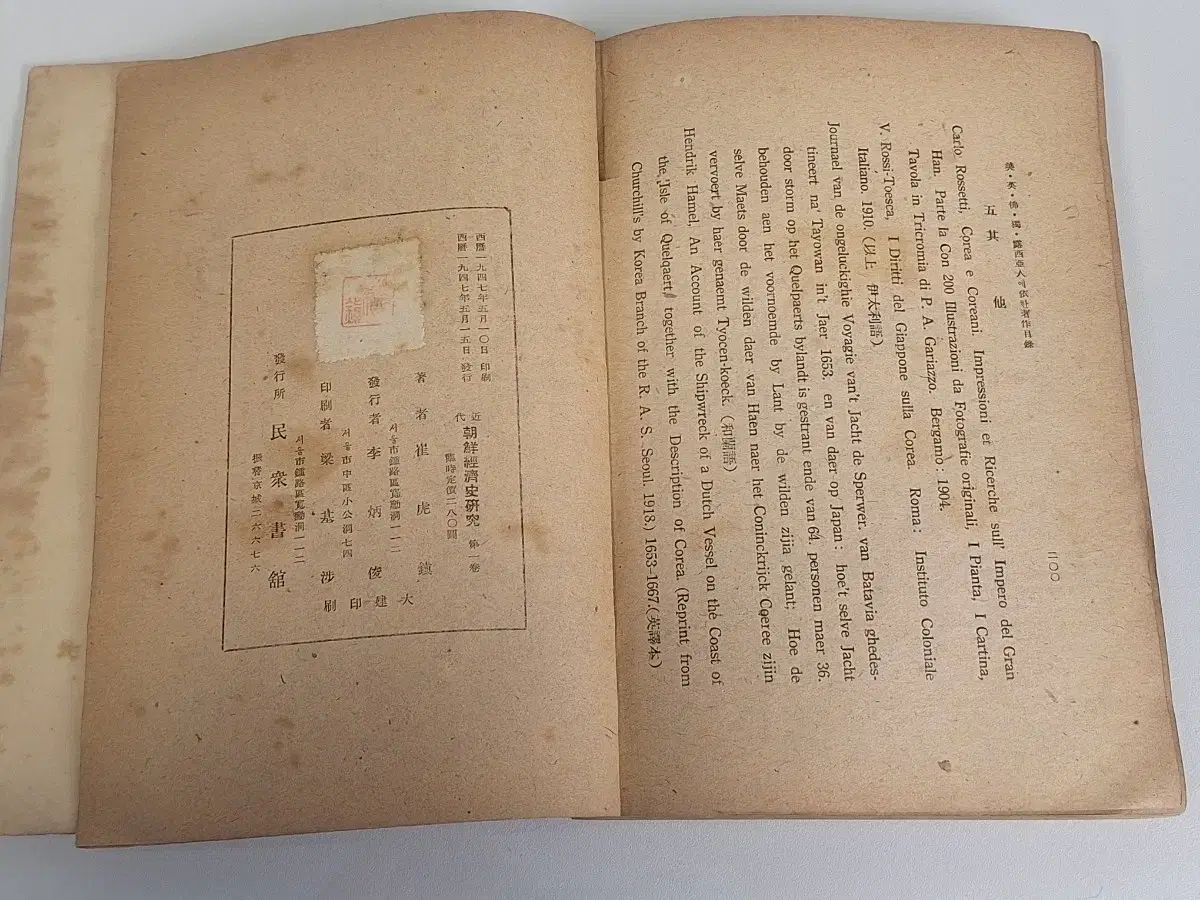 二〇〇
美・英・佛・獨・露西亞人에依한著作目錄
五 其 他
Carlo Rossetti, Corea e Coreani. Impressioni et Ricerche sull' Impero del Gran
Han. Parte la Con 200 Illustrazioni da Fotografie originali, I Pianta, I Cartina,
Tavola in Tricromia di P. A. Gariazzo. Bergamo: 1904.
V. Rossi-Toesca, I Diritti del Giappone sulla Corea. Roma: Instituto Coloniale
Italiano. 1910. (以上 伊太利語)
Journael van de ongeluckighie Voyagie van't Jacht de Sperwer. van Batavia ghedes-
tineert na' Tayowan in't Jaer 1653. en van daer op Japan: hoe't selve Jacht
door storm op het Quelpaerts bylandt is gestrant ende van 64. personen maer 36.
behouden aen het voornoemde by Lant by de wilden zijia gelant; Hoe de
selve Maets door de wilden daer van Haen naer het Coninckrijck Coeree zijin
vervoert by haer genaemt Tyocen-koeck. (和蘭語)
Hendrik Hamel, An Account of the Shipwreck of a Dutch Vessel on the Coast of
the, Isle of Quelqaert, together with the Description of Corea. (Reprint from
Churchill's by Korea Branch of the R. A. S. Seoul. 1918.) 1653-1667.(英譯本)
西曆一九四七年五月一〇日 印刷
西曆一九四七年五月一五日 發行
近代 朝鮮經濟史硏究 第一卷
臨時定價二八〇圓
著者 崔虎鎭
서울市鍾路區寬勳洞一一二
發行者 李炳俊
서울市中區小公洞七四
印刷者 梁基涉
大建印刷
서울市鍾路區寬勳洞一一二
發行所 民衆書舘
振替京城二六六七六